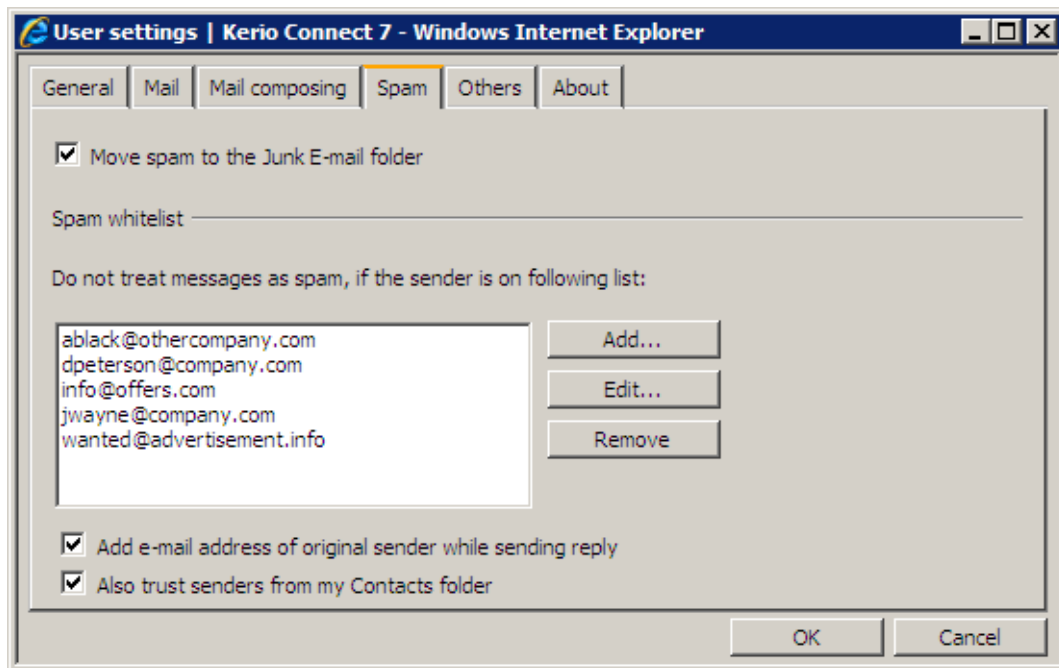 User settings | Kerio Connect 7 - Windows Internet Explorer
General Mail Mail composing Spam Others About
Move spam to the Junk E-mail folder
Spam whitelist
Do not treat messages as spam, if the sender is on following list:
ablack@othercompany.com
dpeterson@company.com
info@offers.com
jwayne@company.com
wanted@advertisement.info
Add...
Edit...
Remove
Add e-mail address of original sender while sending reply
Also trust senders from my Contacts folder
OK Cancel